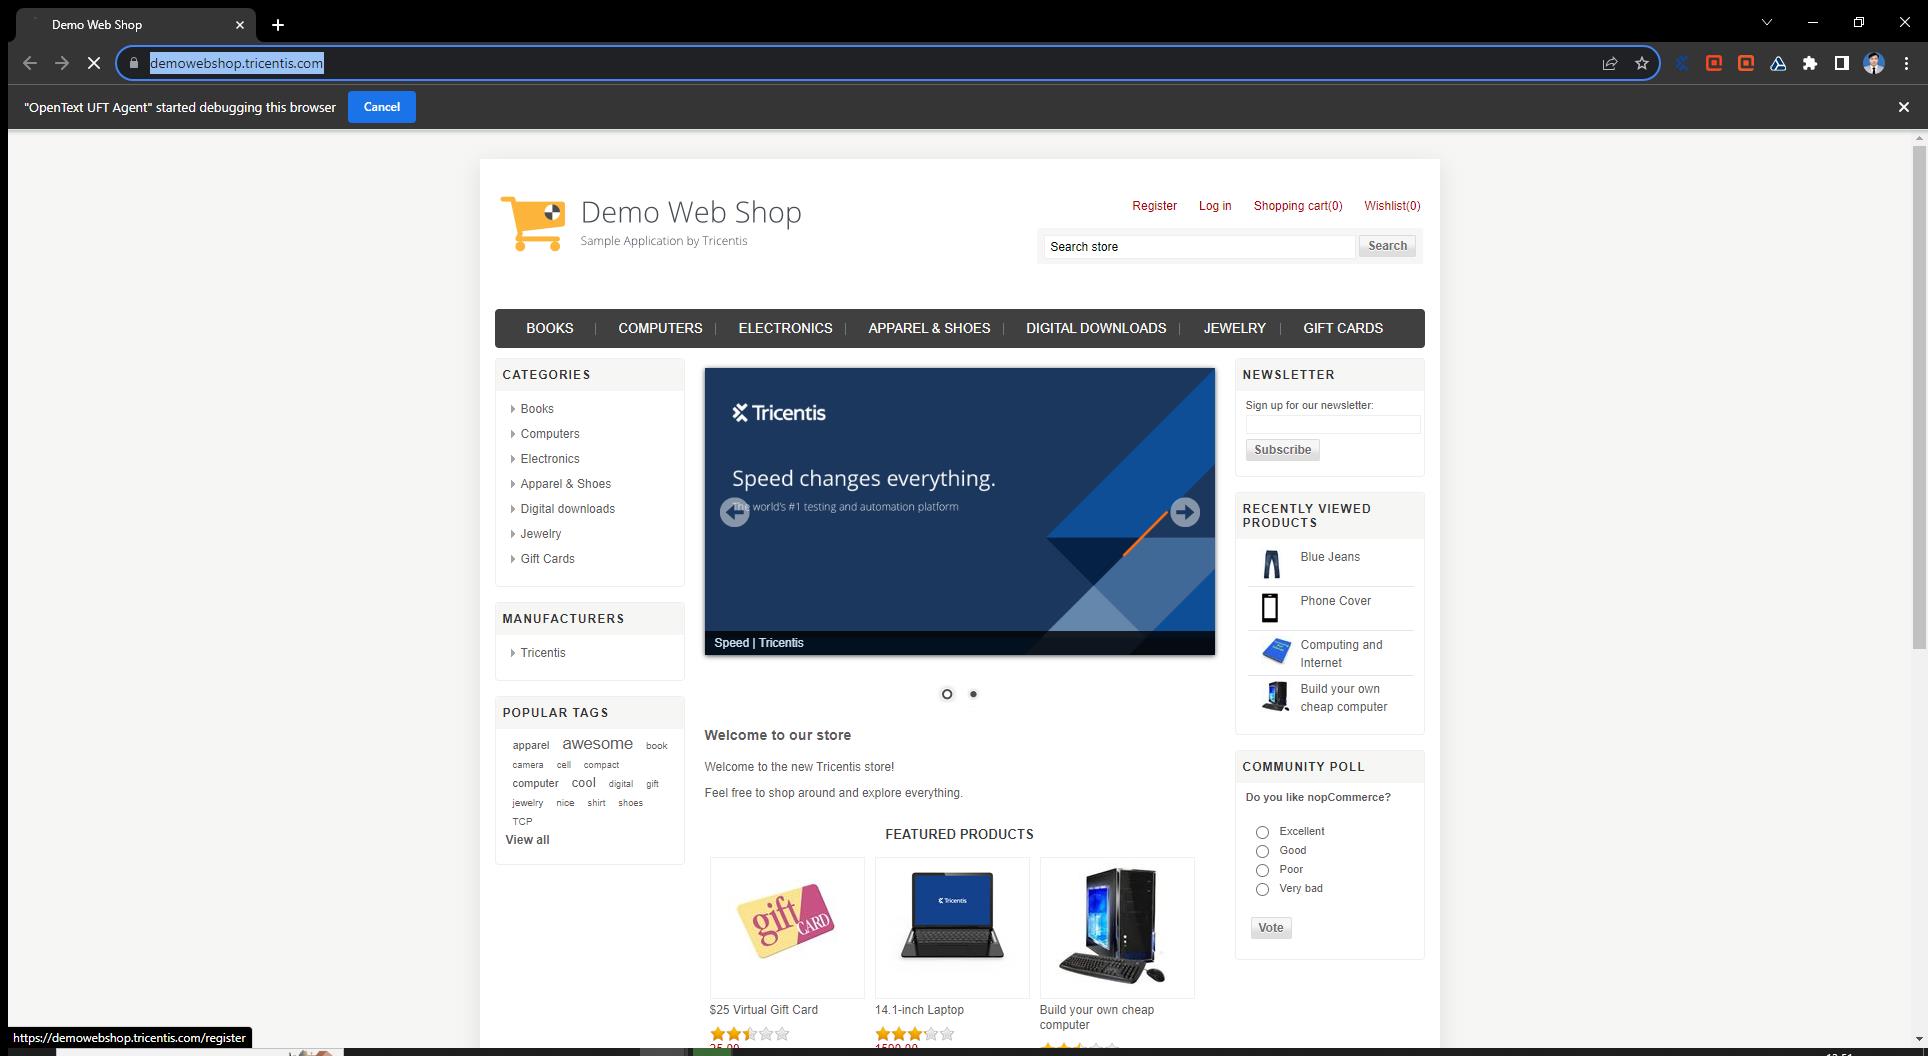 Demo Web Shop
demowebshop.tricentis.com
"OpenText UFT Agent" started debugging this browser
Cancel
Demo Web Shop
Sample Application by Tricentis
Register Log in Shopping cart(0) Wishlist(0)
Search store
Search
BOOKS COMPUTERS ELECTRONICS APPAREL & SHOES DIGITAL DOWNLOADS JEWELRY GIFT CARDS
CATEGORIES
Books
Computers
Electronics
Apparel & Shoes
Digital downloads
Jewelry
Gift Cards
MANUFACTURERS
Tricentis
POPULAR TAGS
apparel awesome book
camera cell compact
computer cool digital gift
jewelry nice shirt shoes
TCP
View all
Tricentis
Speed changes everything.
The world's #1 testing and automation platform
Speed | Tricentis
Welcome to our store
Welcome to the new Tricentis store!
Feel free to shop around and explore everything.
FEATURED PRODUCTS
gift
CARD
Tricentis
$25 Virtual Gift Card
14.1-inch Laptop
Build your own cheap
computer
NEWSLETTER
Sign up for our newsletter:
Subscribe
RECENTLY VIEWED
PRODUCTS
Blue Jeans
Phone Cover
Computing and
Internet
Build your own
cheap computer
COMMUNITY POLL
Do you like nopCommerce?
Excellent
Good
Poor
Very bad
Vote
https://demowebshop.tricentis.com/register